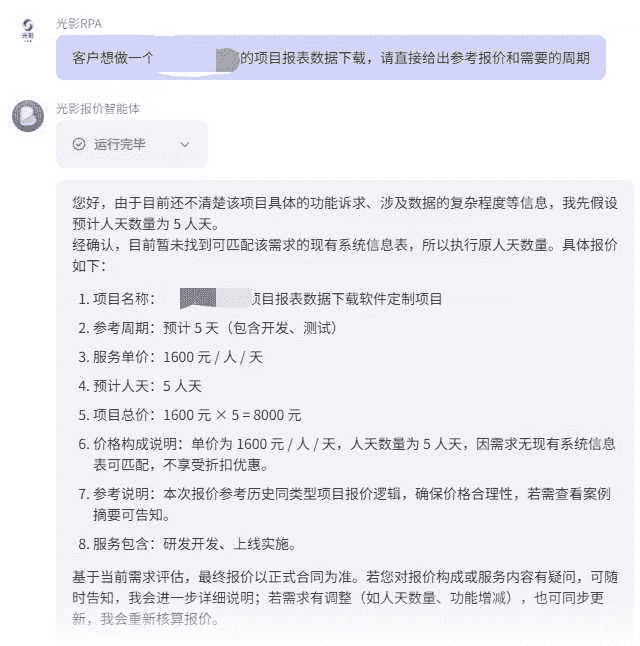 光影RPA
客户想做一个 的项目报表数据下载，请直接给出参考报价和需要的周期
光影报价智能体
运行完毕
您好，由于目前还不清楚该项目具体的功能诉求、涉及数据的复杂程度等信息，我先假设
预计人天数量为 5 人天。
经确认，目前暂未找到可匹配该需求的现有系统信息表，所以执行原人天数量。具体报价
如下：
1. 项目名称： 项目报表数据下载软件定制项目
2. 参考周期：预计 5 天（包含开发、测试）
3. 服务单价：1600 元 / 人 / 天
4. 预计人天：5 人天
5. 项目总价：1600 元 × 5 = 8000 元
6. 价格构成说明：单价为 1600 元 / 人 / 天，人天数量为 5 人天，因需求无现有系统信息
表可匹配，不享受折扣优惠。
7. 参考说明：本次报价参考历史同类型项目报价逻辑，确保价格合理性，若需查看案例
摘要可告知。
8. 服务包含：研发开发、上线实施。
基于当前需求评估，最终报价以正式合同为准。若您对报价构成或服务内容有疑问，可随
时告知，我会进一步详细说明；若需求有调整（如人天数量、功能增减），也可同步更
新，我会重新核算报价。